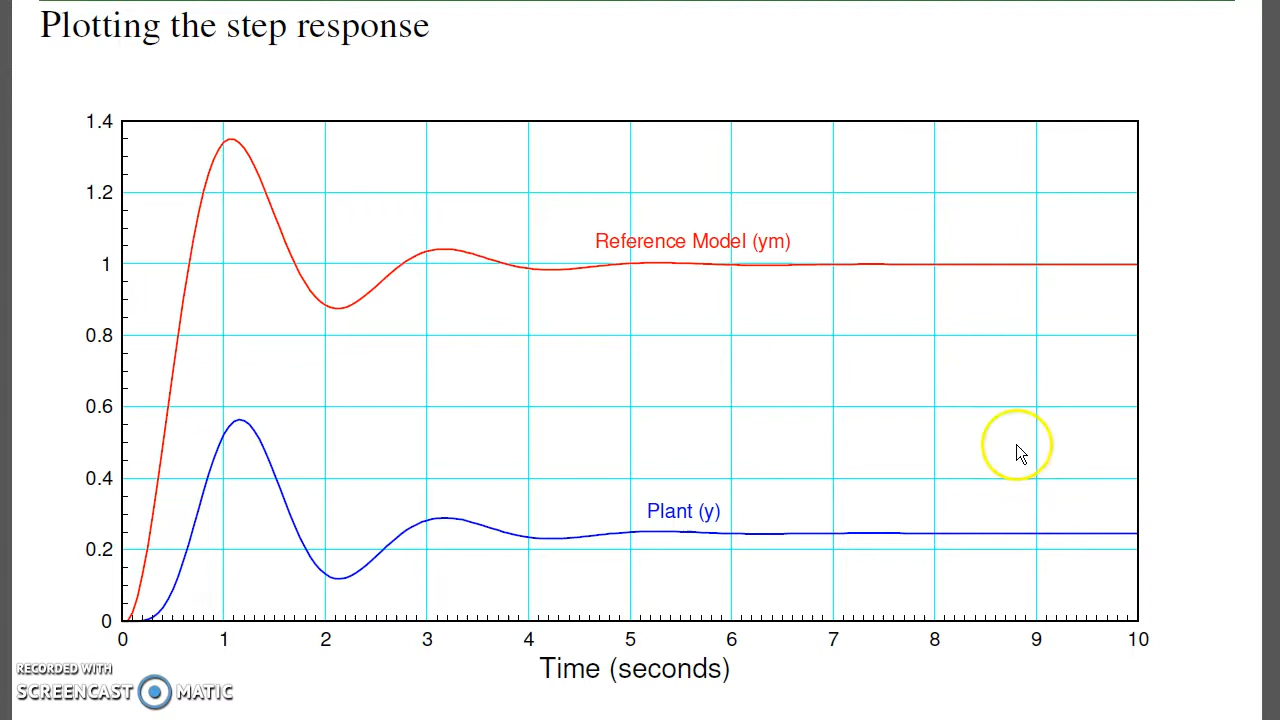 Plotting the step response
1.4
1.2
1
0.8
0.6
0.4
0.2
0
Reference Model (ym)
Plant (y)
0 1 2 3 4 5 6 7 8 9 10
Time (seconds)
RECORDED WITH
SCREENCAST MATIC